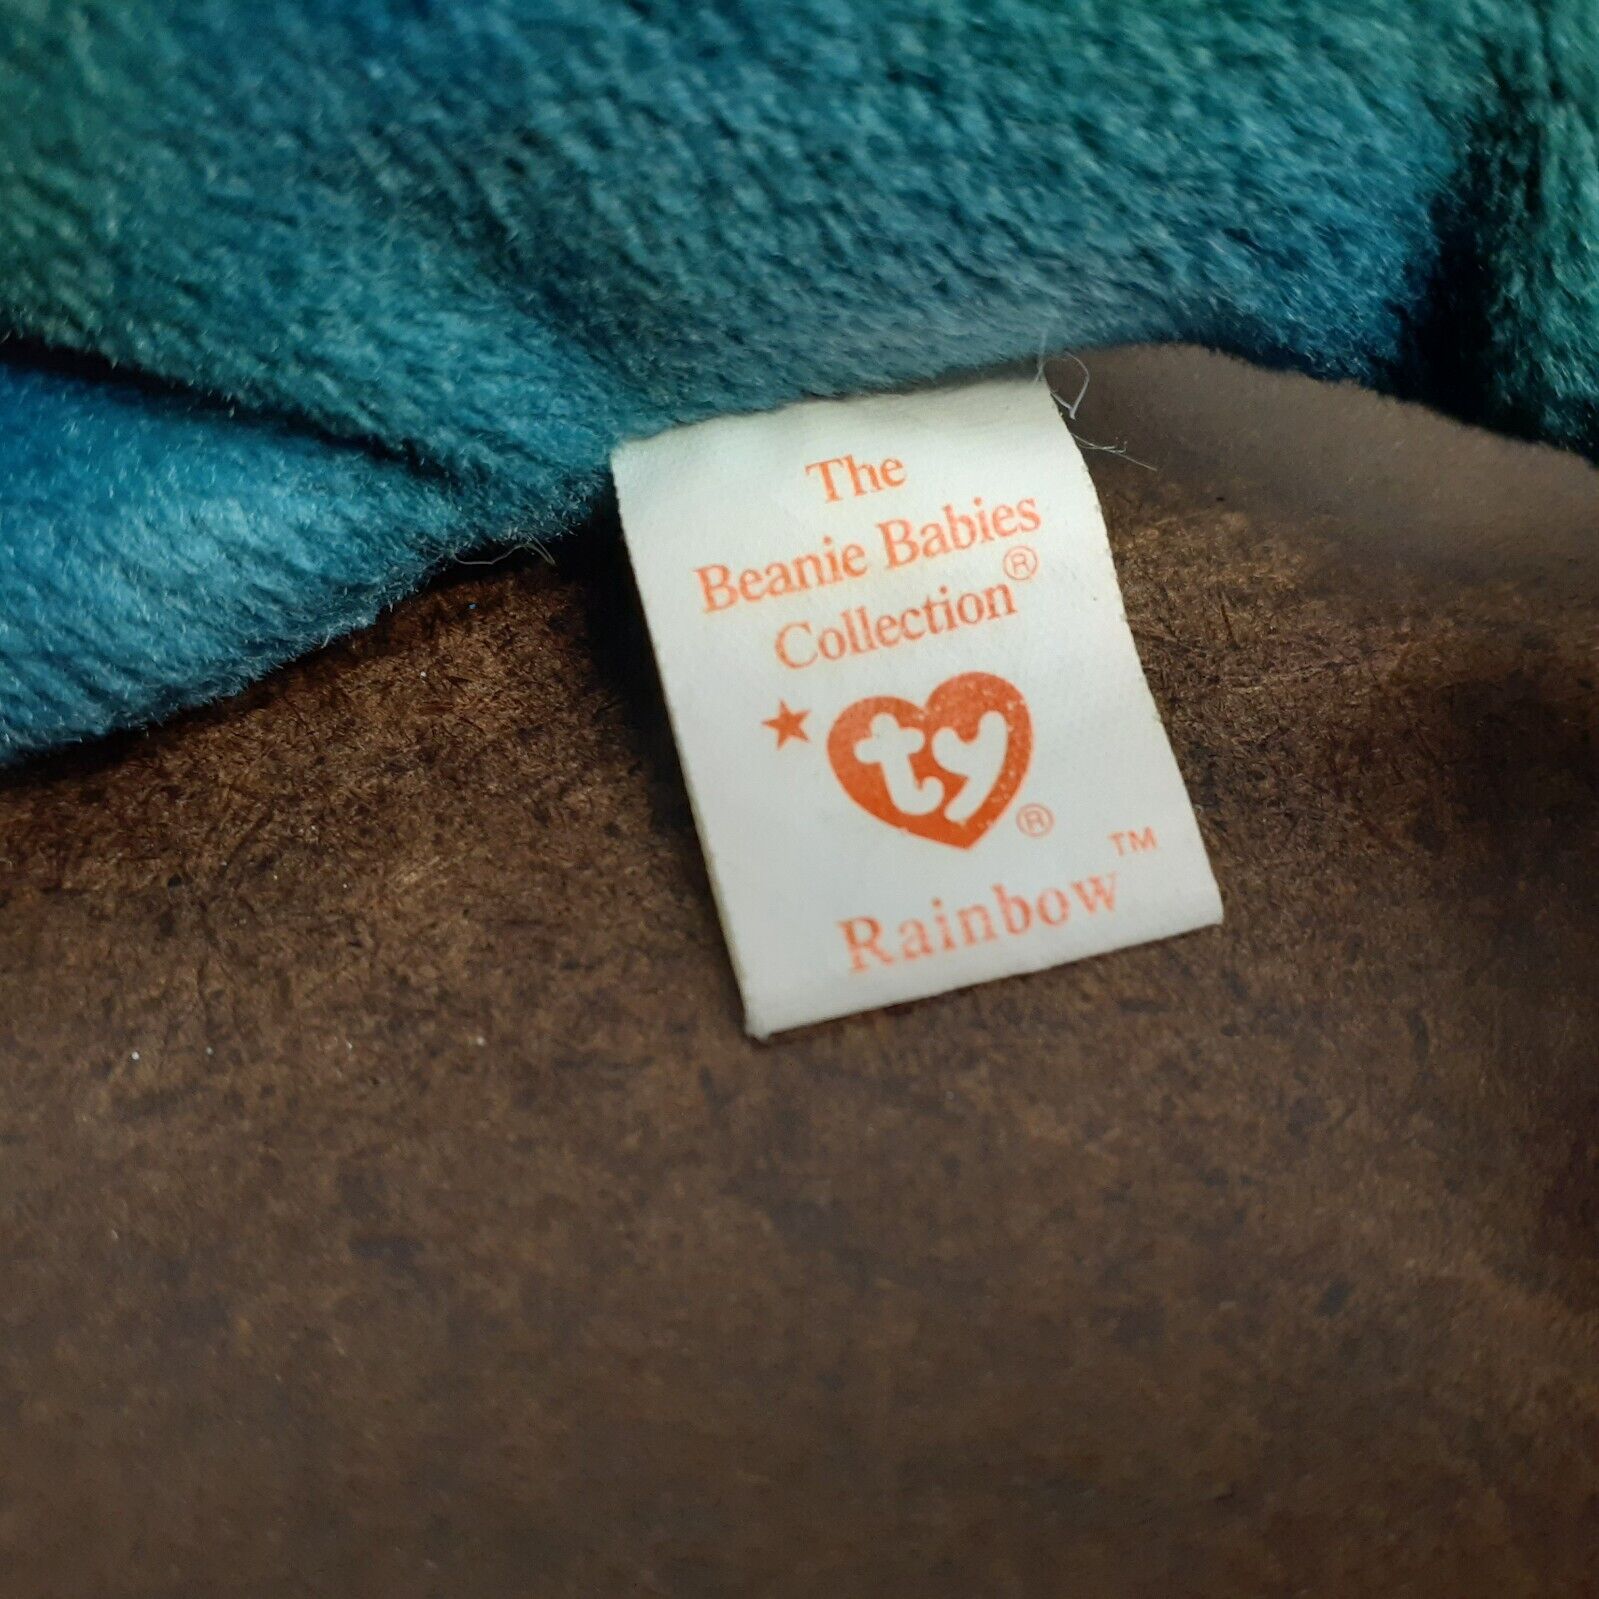 The
Beanie Babies
Collection®
★ ty ®
Rainbow™